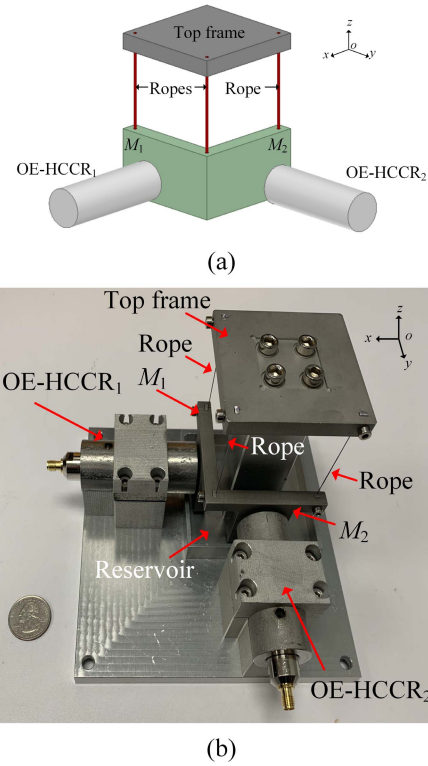 Top frame
z
o
x
y
Ropes
Rope
M1
M2
OE-HCCR1
OE-HCCR2
(a)
Top frame
z
x
o
y
Rope
M1
OE-HCCR1
Rope
Rope
M2
Reservoir
OE-HCCR2
(b)